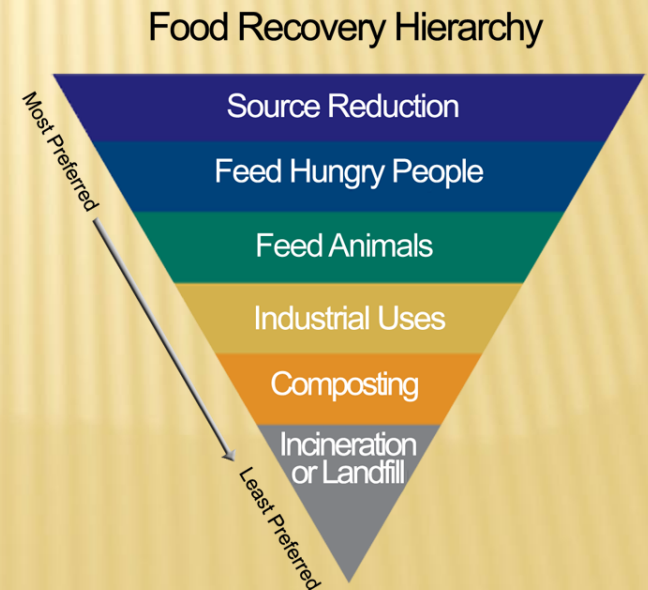 Food Recovery Hierarchy
Most Preferred
Source Reduction
Feed Hungry People
Feed Animals
Industrial Uses
Composting
Incineration
or Landfill
Least Preferred